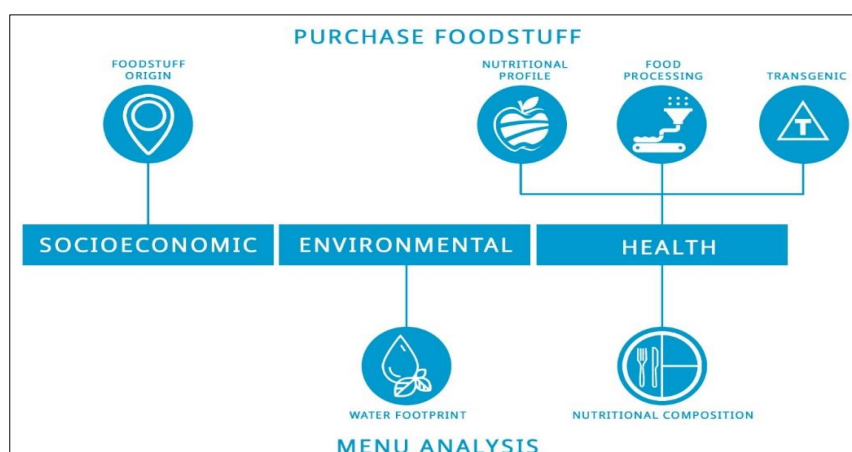 PURCHASE FOODSTUFF
FOODSTUFF
ORIGIN
NUTRITIONAL
PROFILE
FOOD
PROCESSING
TRANSGENIC
T
SOCIOECONOMIC
ENVIRONMENTAL
HEALTH
WATER FOOTPRINT
NUTRITIONAL COMPOSITION
MENU ANALYSIS